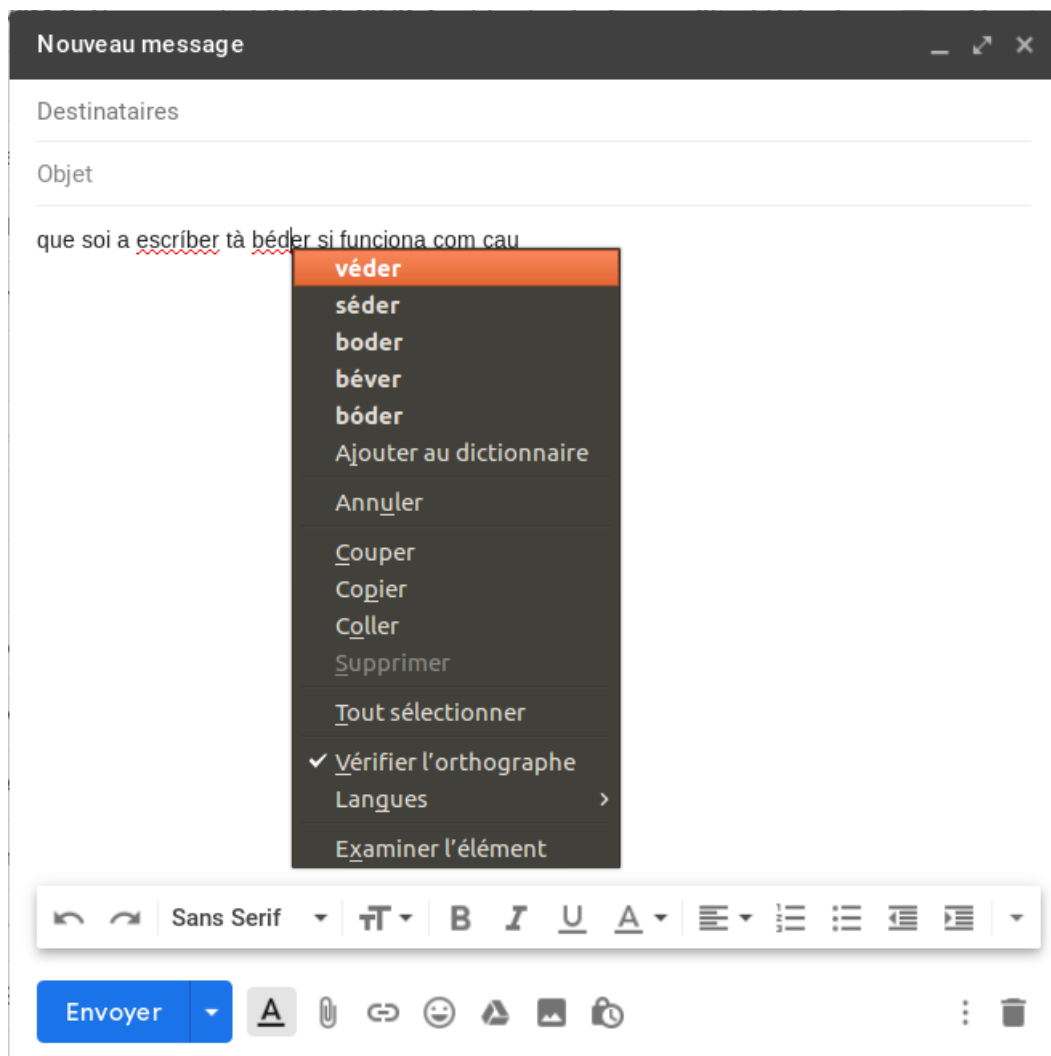 Nouveau message
Destinataires
Objet
que soi a escríber tà béder si funciona com cau
véder
séder
boder
béver
bóder
Ajouter au dictionnaire
Annuler
Couper
Copier
Coller
Supprimer
Tout sélectionner
Vérifier l’orthographe
Langues
Examiner l’élément
Sans Serif
Envoyer